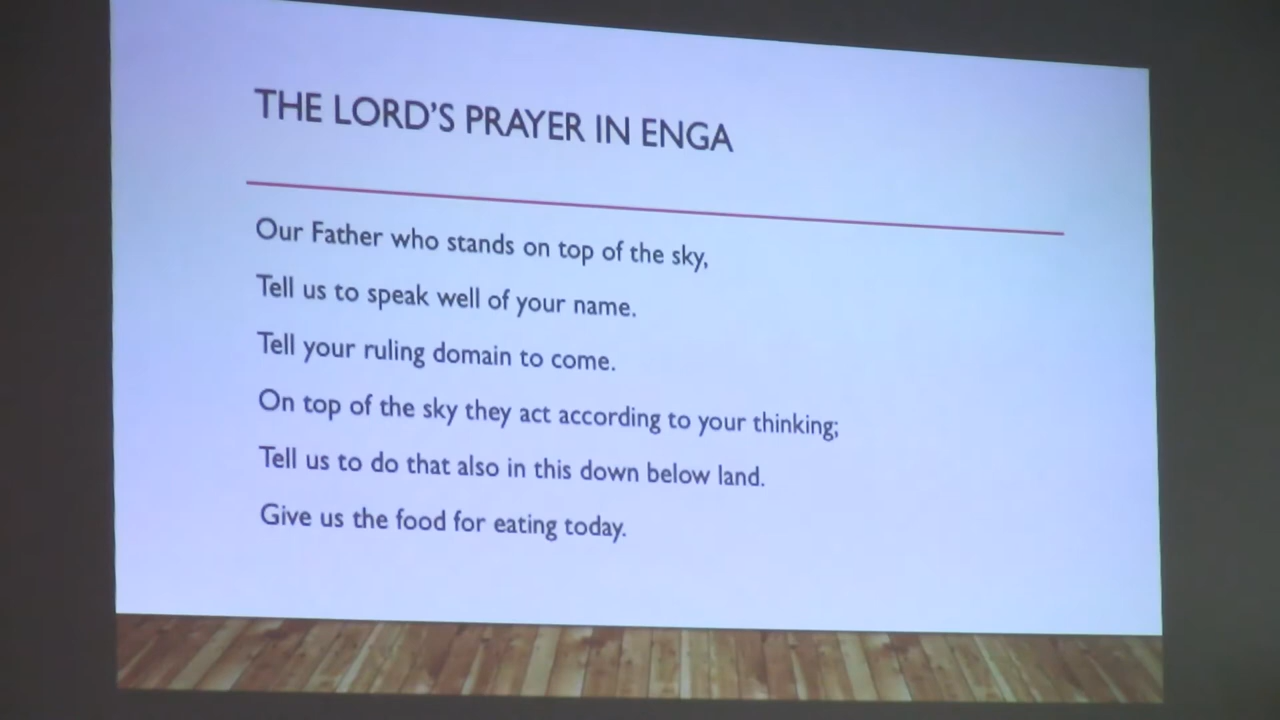 THE LORD'S PRAYER IN ENGA
Our Father who stands on top of the sky,
Tell us to speak well of your name.
Tell your ruling domain to come.
On top of the sky they act according to your thinking;
Tell us to do that also in this down below land.
Give us the food for eating today.